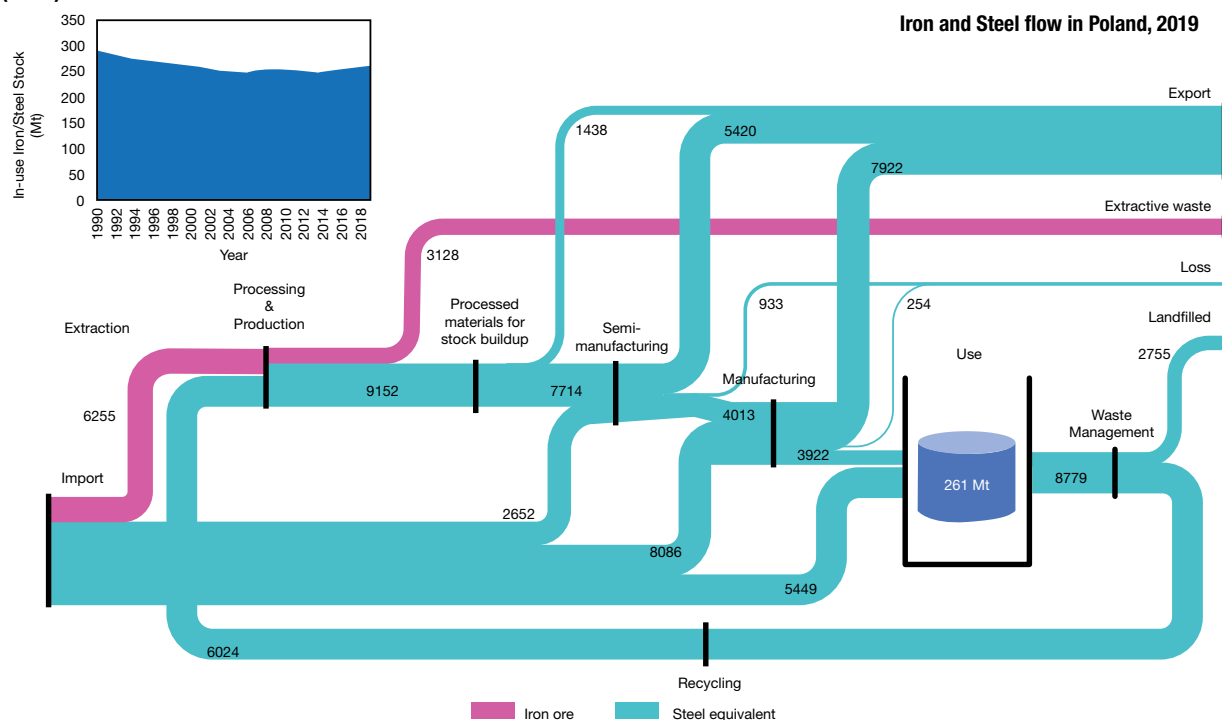 Iron and Steel flow in Poland, 2019
In-use Iron/Steel Stock
(Mt)
350
300
250
200
150
100
50
0
1990
1992
1994
1996
1998
2000
2002
2004
2006
2008
2010
2012
2014
2016
2018
Year
Export
1438
5420
7922
Extractive waste
3128
Loss
933
254
Processing
&
Production
Processed
materials for
stock buildup
Semi-
manufacturing
Extraction
Landfilled
2755
Use
Manufacturing
9152
7714
4013
6255
Waste
Management
3922
Import
261 Mt
8779
2652
8086
5449
6024
Recycling
Iron ore
Steel equivalent